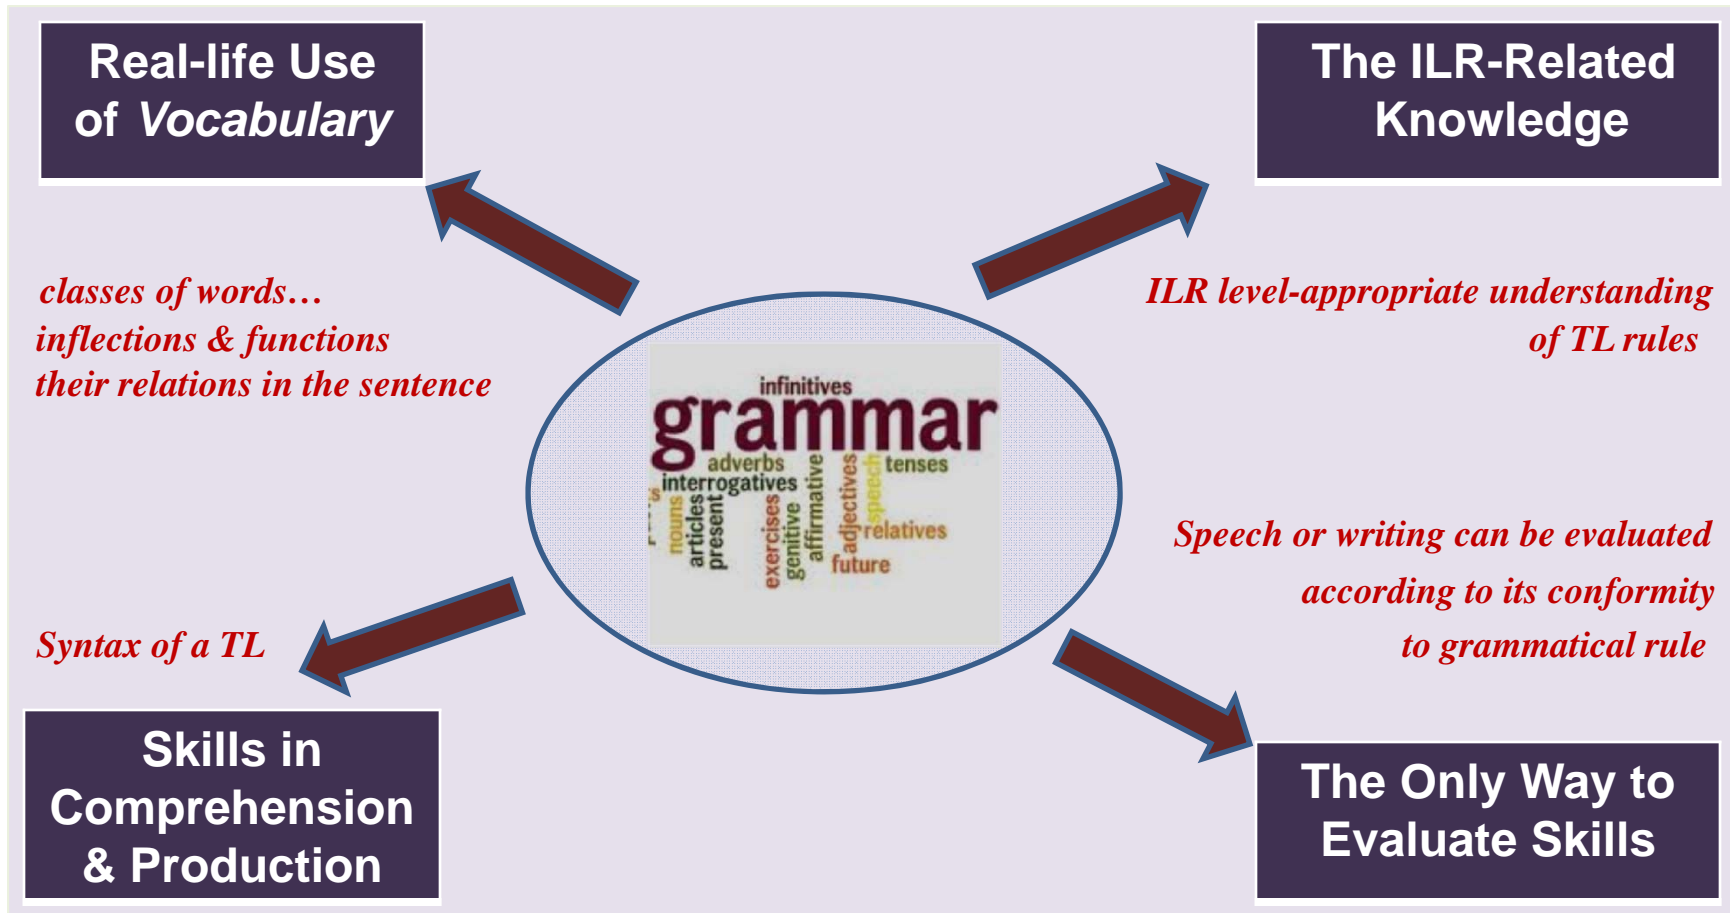 Real-life Use
of Vocabulary
The ILR-Related
Knowledge
classes of words…
inflections & functions
their relations in the sentence
ILR level-appropriate understanding
of TL rules
infinitives
grammar
adverbs
tenses
interrogatives
s
nouns
articles
present
exercises
genitive
affirmative
adjectives
speech
relatives
future
Speech or writing can be evaluated
according to its conformity
to grammatical rule
Syntax of a TL
Skills in
Comprehension
& Production
The Only Way to
Evaluate Skills